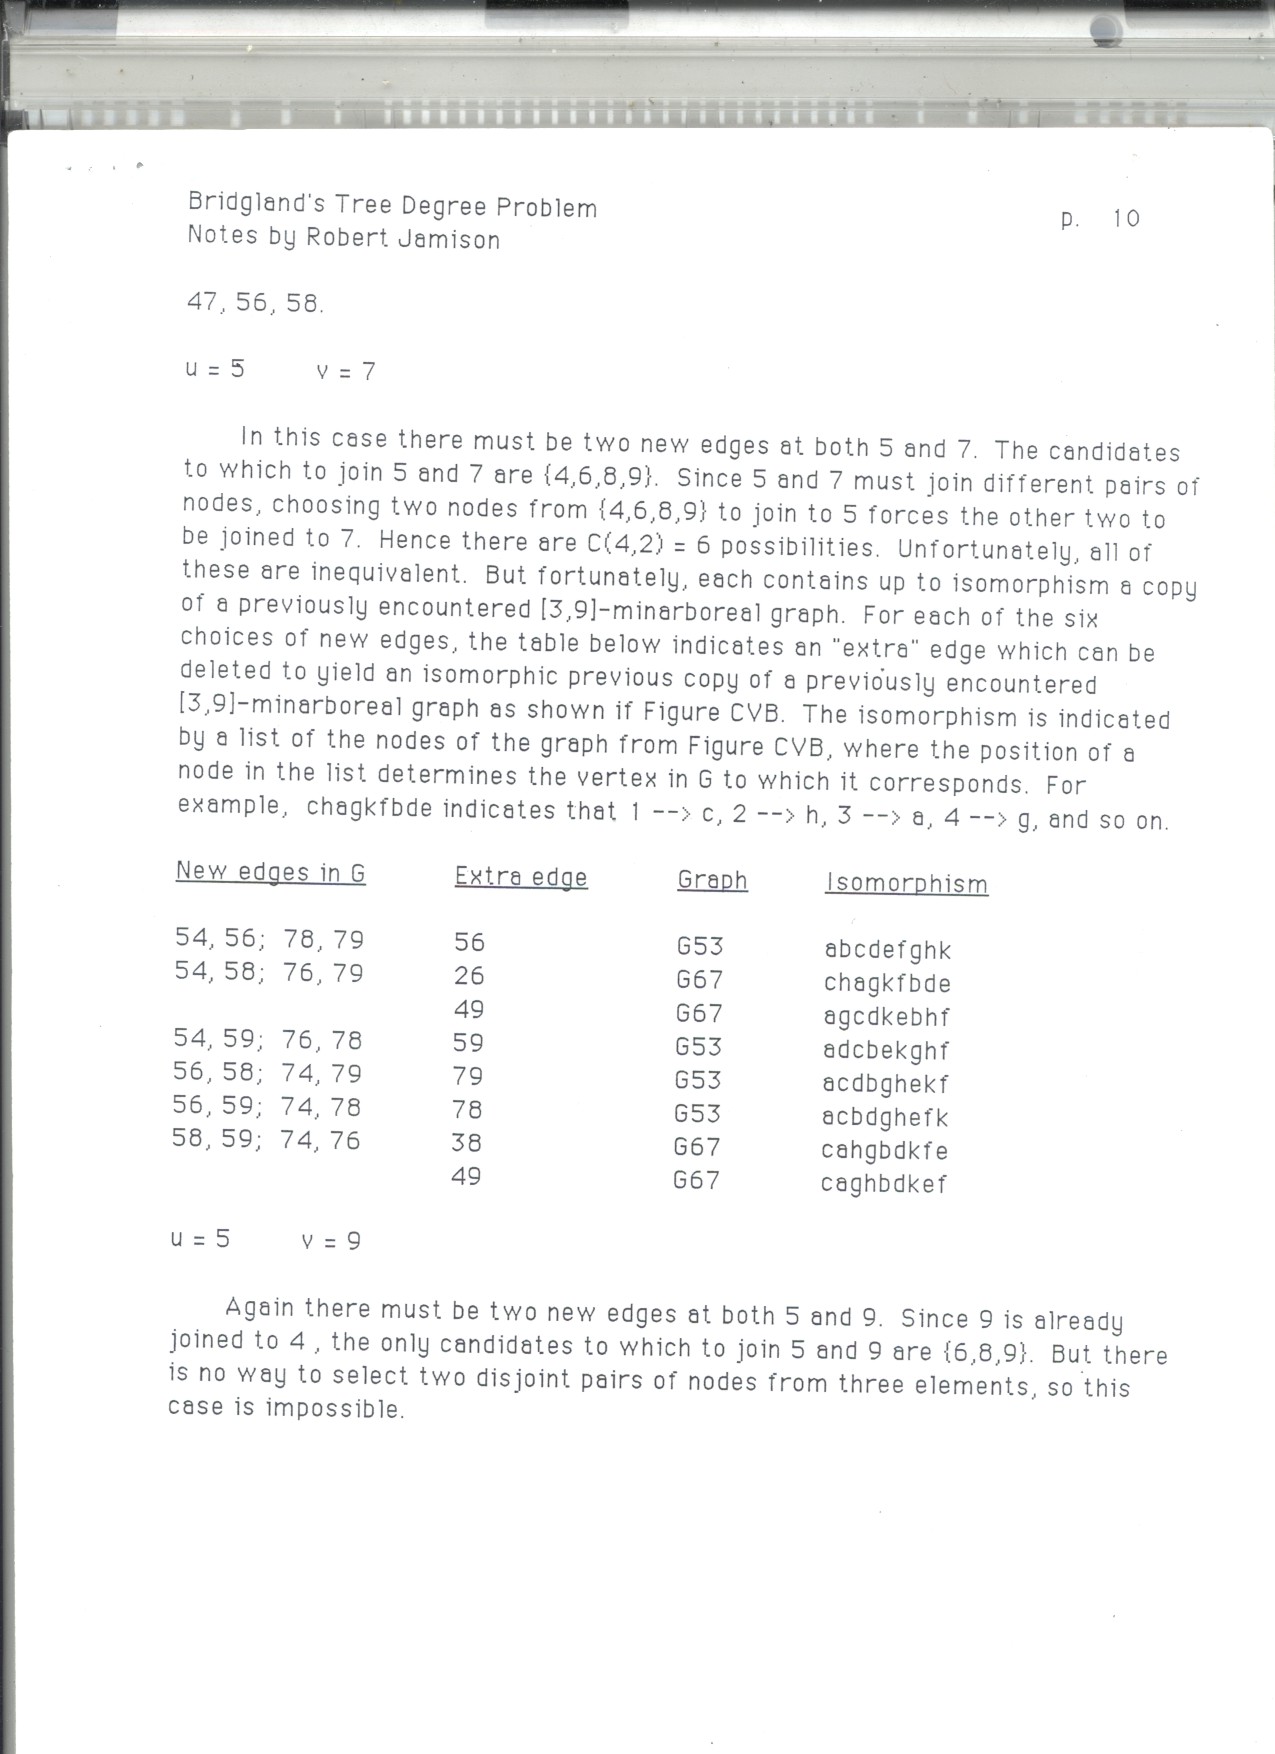 Bridgland's Tree Degree Problem
p. 10
Notes by Robert Jamison
47, 56, 58.
u = 5 v = 7
In this case there must be two new edges at both 5 and 7. The candidates
to which to join 5 and 7 are {4,6,8,9}. Since 5 and 7 must join different pairs of
nodes, choosing two nodes from {4,6,8,9} to join to 5 forces the other two to
be joined to 7. Hence there are C(4,2) = 6 possibilities. Unfortunately, all of
these are inequivalent. But fortunately, each contains up to isomorphism a copy
of a previously encountered [3,9]-minarboreal graph. For each of the six
choices of new edges, the table below indicates an "extra" edge which can be
deleted to yield an isomorphic previous copy of a previously encountered
[3,9]-minarboreal graph as shown if Figure CVB. The isomorphism is indicated
by a list of the nodes of the graph from Figure CVB, where the position of a
node in the list determines the vertex in G to which it corresponds. For
example, chagkfbde indicates that 1 --> c, 2 --> h, 3 --> a, 4 --> g, and so on.
New edges in G Extra edge Graph Isomorphism
54, 56; 78, 79 56 G53 abcdefghk
54, 58; 76, 79 26 G67 chagkfbde
49 G67 agcdkebhf
54, 59; 76, 78 59 G53 adcbekghf
56, 58; 74, 79 79 G53 acdbghekf
56, 59; 74, 78 78 G53 acbdghefk
58, 59; 74, 76 38 G67 cahgbdkfe
49 G67 caghbdkef
u = 5 v = 9
Again there must be two new edges at both 5 and 9. Since 9 is already
joined to 4 , the only candidates to which to join 5 and 9 are {6,8,9}. But there
is no way to select two disjoint pairs of nodes from three elements, so this
case is impossible.